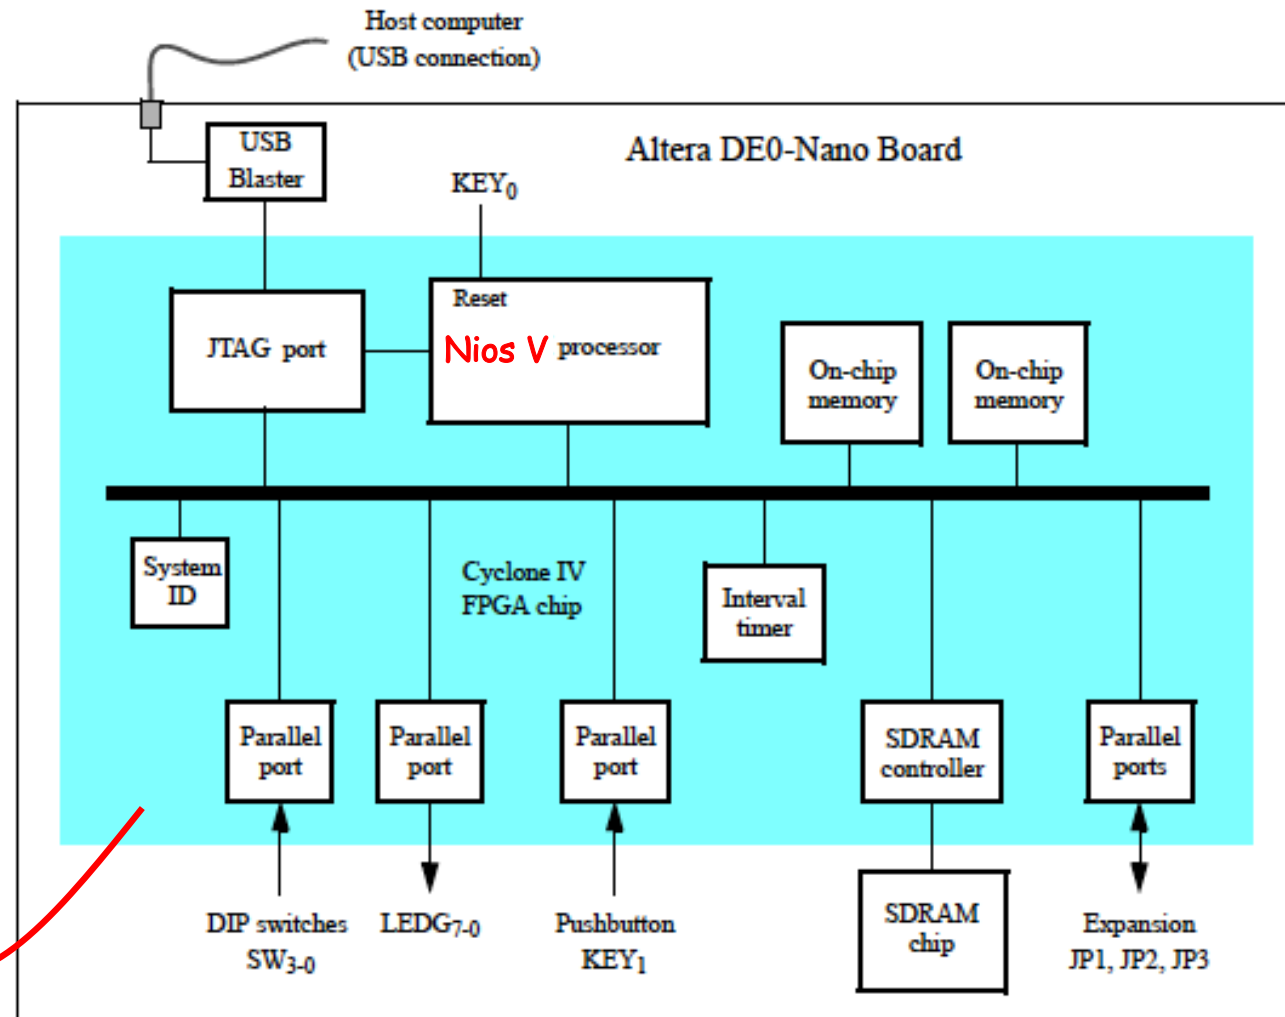 Host computer
(USB connection)
USB
Blaster
Altera DE0-Nano Board
KEY0
Reset
JTAG port
Nios V processor
On-chip
memory
On-chip
memory
System
ID
Cyclone IV
FPGA chip
Interval
timer
Parallel
port
Parallel
port
Parallel
port
SDRAM
controller
Parallel
ports
DIP switches
SW3-0
LEDG7-0
Pushbutton
KEY1
SDRAM
chip
Expansion
JP1, JP2, JP3